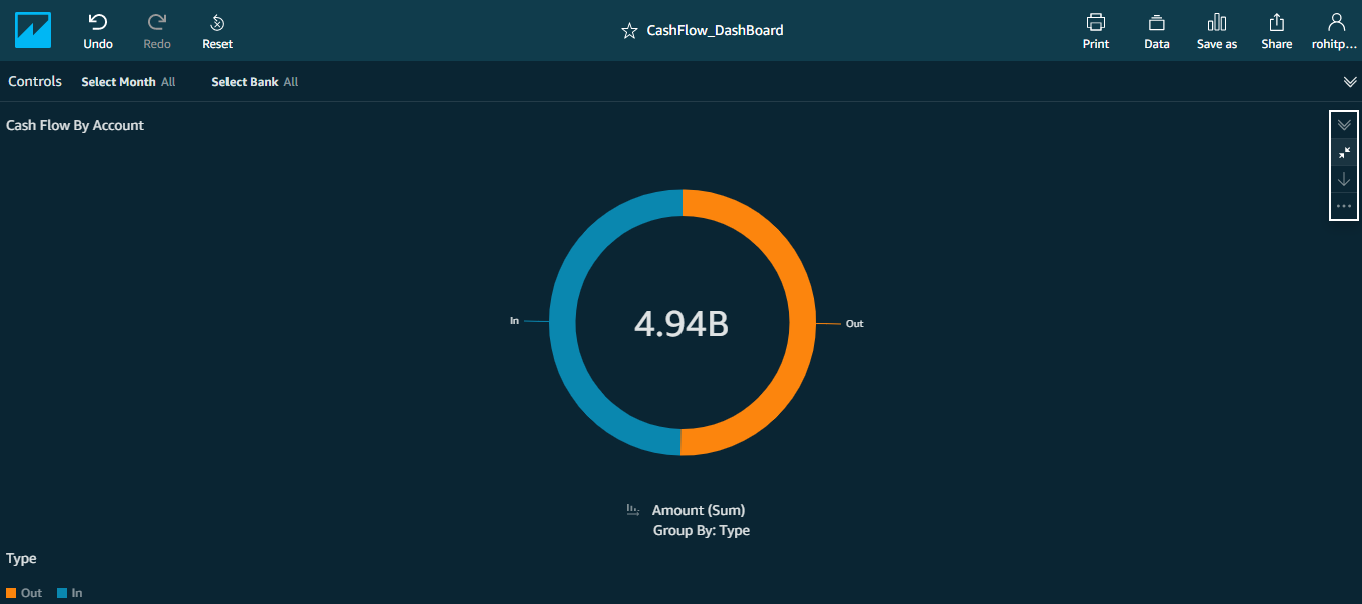 Undo Redo Reset CashFlow_DashBoard Print Data Save as Share rohitp...
Controls Select Month All Select Bank All
Cash Flow By Account
In 4.94B Out
Amount (Sum)
Group By: Type
Type
Out In